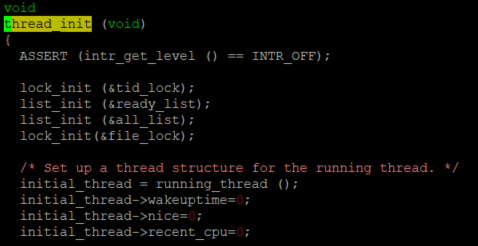 void
thread_init (void)
{
  ASSERT (intr_get_level () == INTR_OFF);

  lock_init (&tid_lock);
  list_init (&ready_list);
  list_init (&all_list);
  lock_init(&file_lock);

  /* Set up a thread structure for the running thread. */
  initial_thread = running_thread ();
  initial_thread->wakeuptime=0;
  initial_thread->nice=0;
  initial_thread->recent_cpu=0;